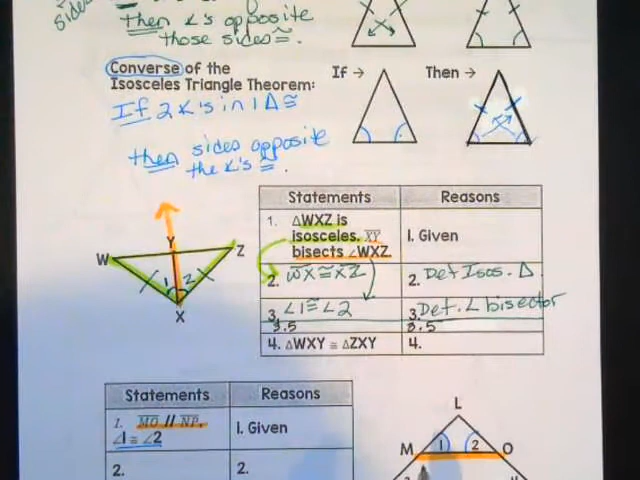 sides
then ∠'s opposite
those sides ≅.
Converse of the
Isosceles Triangle Theorem:
If →
Then →
If 2 ∠'s in 1 Δ ≅
then sides opposite
the ∠'s ≅.
Statements
Reasons
1. ΔWXZ is
isosceles. XY
bisects ∠WXZ.
1. Given
2. WX ≅ XZ
2. Def Isos. Δ
3. ∠1 ≅ ∠2
3. Def. ∠ bisector
3.5
3.5
4. ΔWXY ≅ ΔZXY
4.
W
Y
Z
1
2
X
Statements
Reasons
1. MO // NP.
∠1 ≅ ∠2
1. Given
2.
2.
L
M
1
2
O